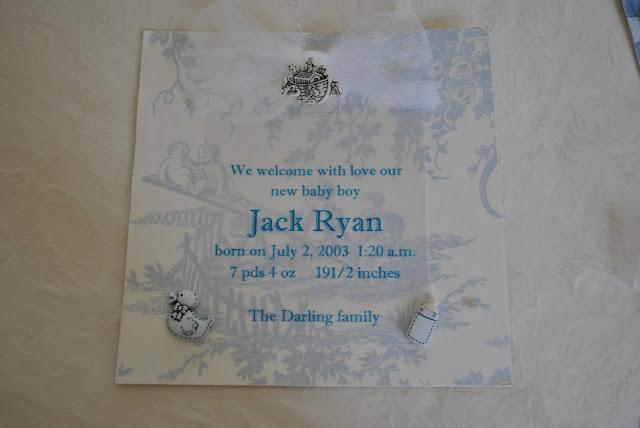 We welcome with love our
new baby boy
Jack Ryan
born on July 2, 2003 1:20 a.m.
7 pds 4 oz 191/2 inches
The Darling family